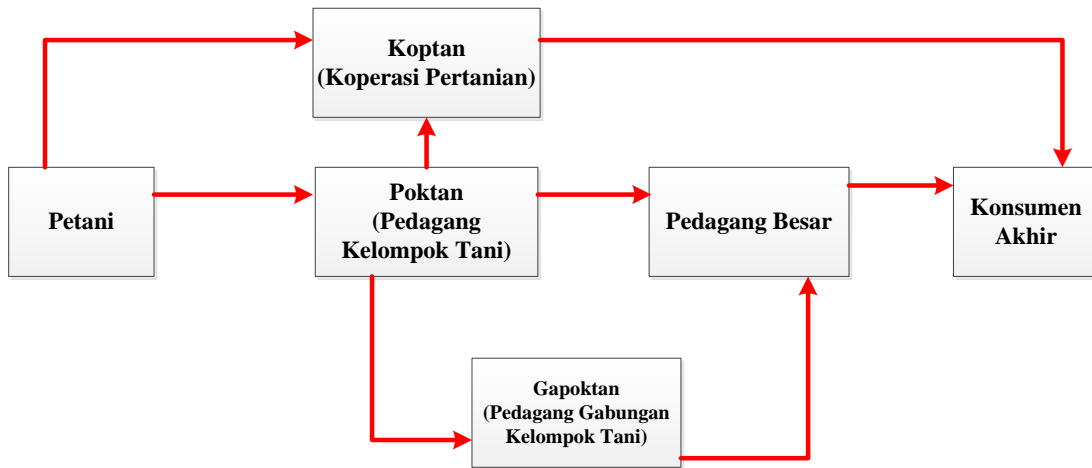 Koptan
(Koperasi Pertanian)
Petani
Poktan
(Pedagang
Kelompok Tani)
Pedagang Besar
Konsumen
Akhir
Gapoktan
(Pedagang Gabungan
Kelompok Tani)